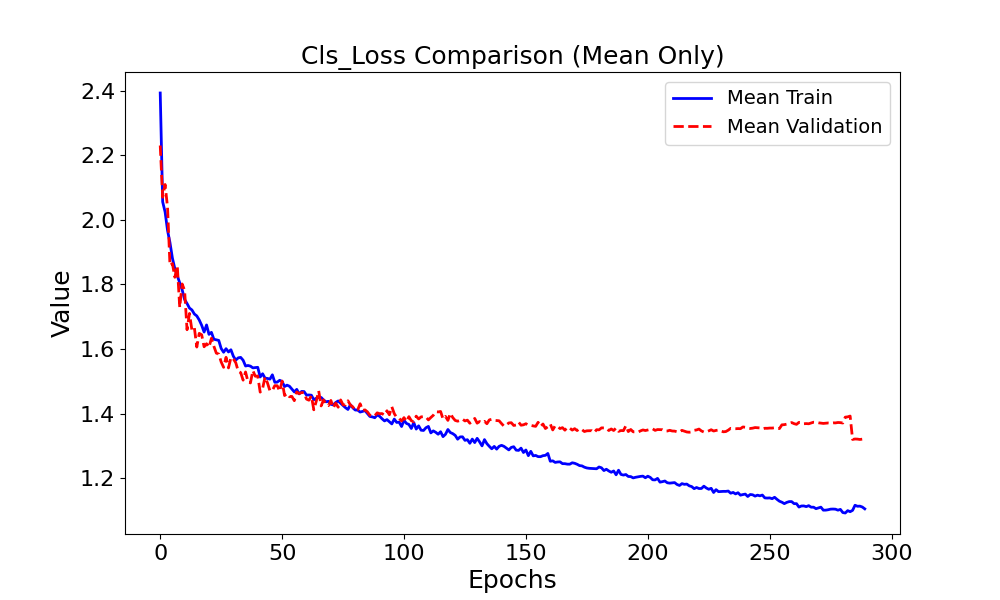 Cls_Loss Comparison (Mean Only)
Mean Train
Mean Validation
Value
2.4
2.2
2.0
1.8
1.6
1.4
1.2
0 50 100 150 200 250 300
Epochs